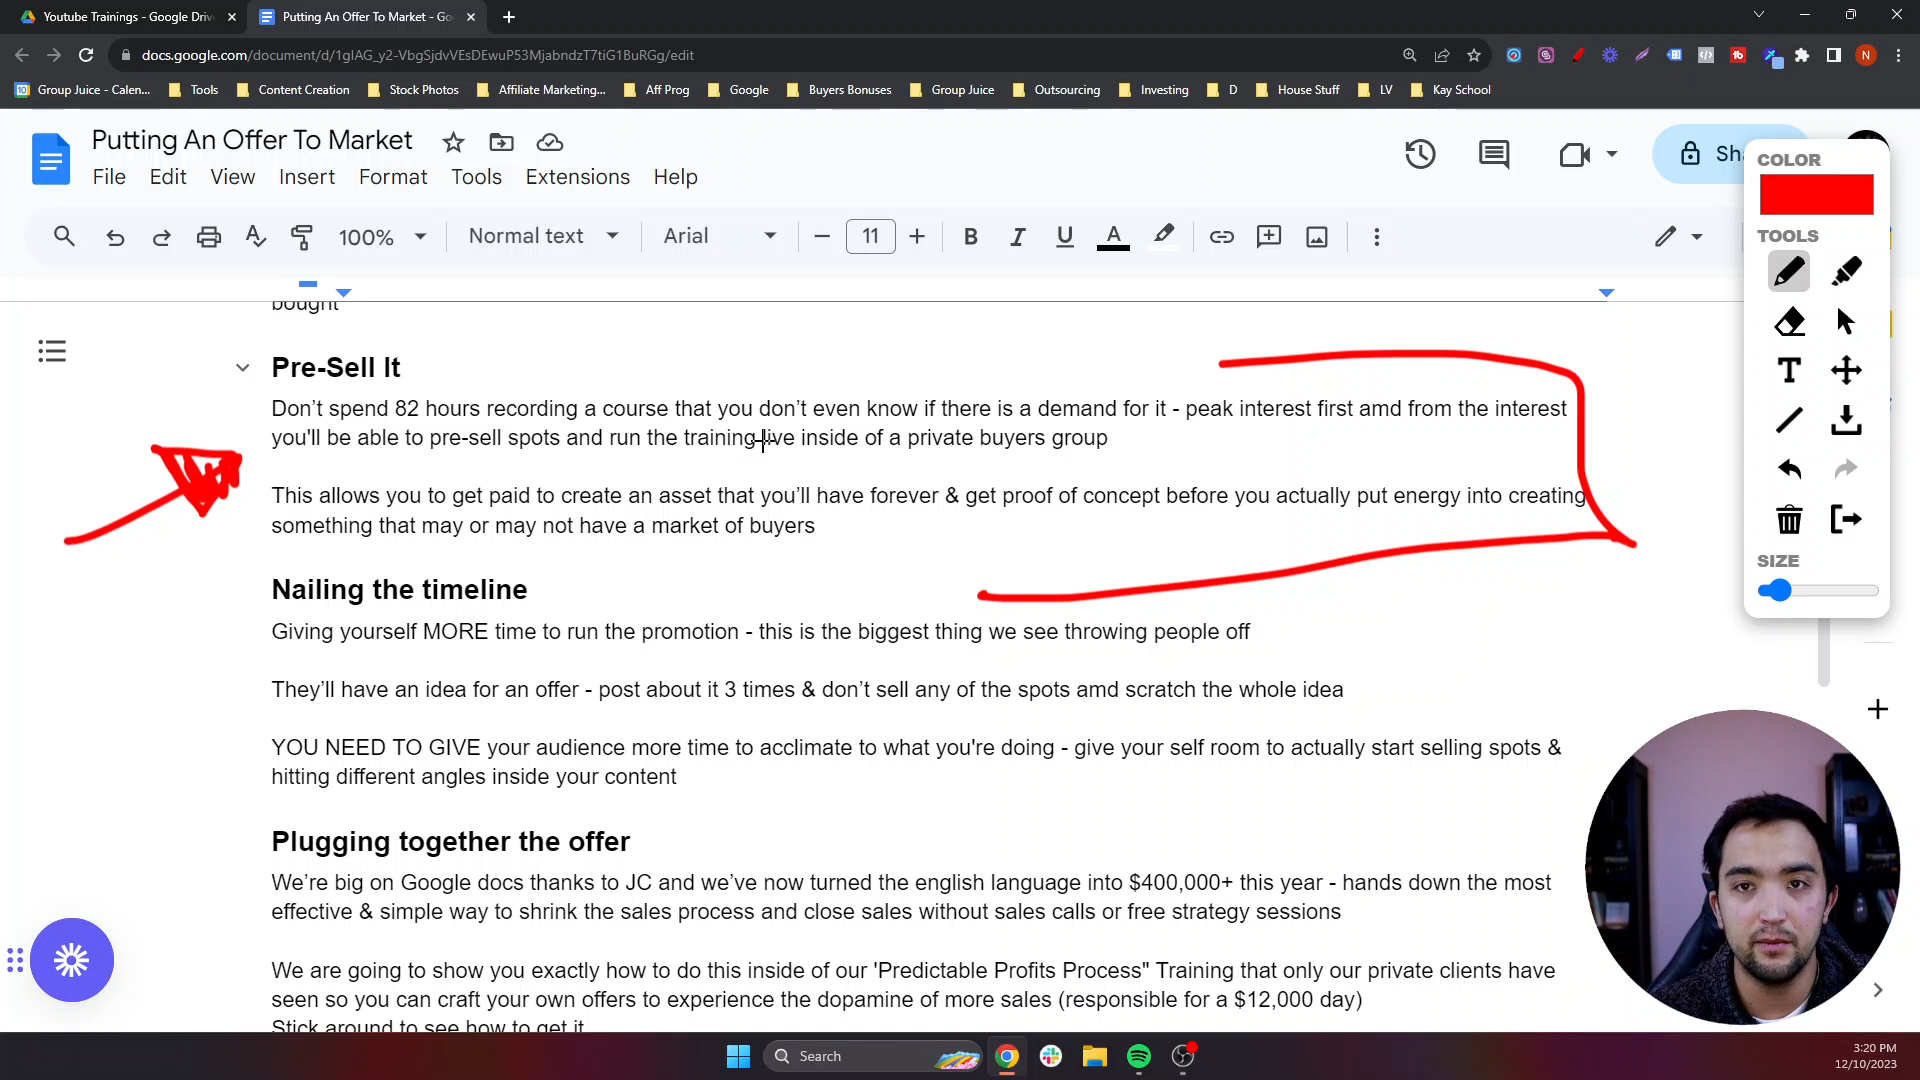 Youtube Trainings - Google Driv
Putting An Offer To Market - Go
docs.google.com/document/d/1gIAG_y2-VbgSjdvVEsDEwuP53MjabndzT7tiG1BuRGg/edit
N
Group Juice - Calen...
Tools
Content Creation
Stock Photos
Affiliate Marketing...
Aff Prog
Google
Buyers Bonuses
Group Juice
Outsourcing
Investing
D
House Stuff
LV
Kay School
Putting An Offer To Market
File Edit View Insert Format Tools Extensions Help
Sha
100%
Normal text
Arial
11
B I U A
COLOR
TOOLS
T
SIZE
bought
Pre-Sell It
Don't spend 82 hours recording a course that you don't even know if there is a demand for it - peak interest first amd from the interest
you'll be able to pre-sell spots and run the training live inside of a private buyers group
This allows you to get paid to create an asset that you'll have forever & get proof of concept before you actually put energy into creating
something that may or may not have a market of buyers
Nailing the timeline
Giving yourself MORE time to run the promotion - this is the biggest thing we see throwing people off
They'll have an idea for an offer - post about it 3 times & don't sell any of the spots amd scratch the whole idea
YOU NEED TO GIVE your audience more time to acclimate to what you're doing - give your self room to actually start selling spots &
hitting different angles inside your content
Plugging together the offer
We're big on Google docs thanks to JC and we've now turned the english language into $400,000+ this year - hands down the most
effective & simple way to shrink the sales process and close sales without sales calls or free strategy sessions
We are going to show you exactly how to do this inside of our 'Predictable Profits Process" Training that only our private clients have
seen so you can craft your own offers to experience the dopamine of more sales (responsible for a $12,000 day)
Stick around to see how to get it
Search
3:20 PM
12/10/2023